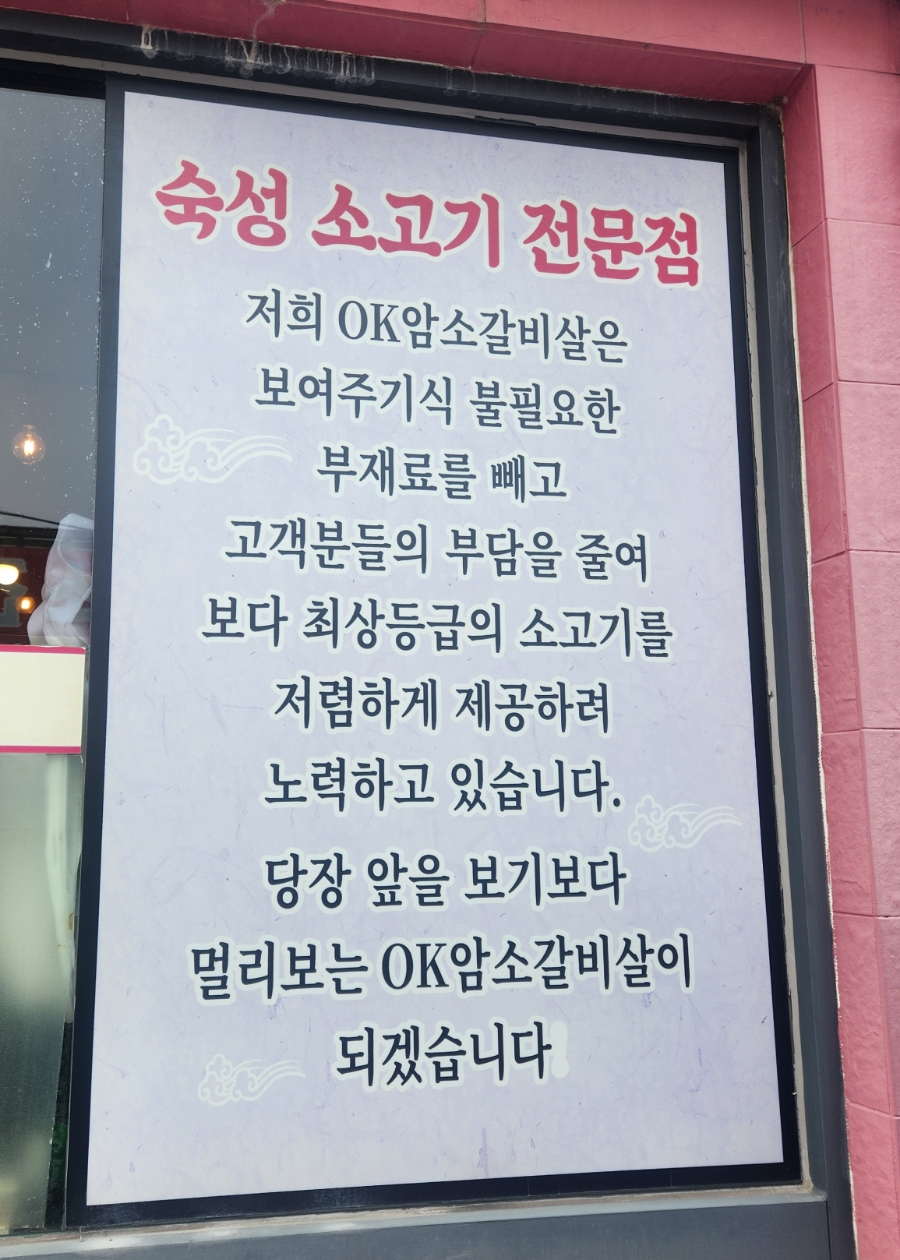 숙성 소고기 전문점
저희 OK암소갈비살은
보여주기식 불필요한
부재료를 빼고
고객분들의 부담을 줄여
보다 최상등급의 소고기를
저렴하게 제공하려
노력하고 있습니다.
당장 앞을 보기보다
멀리보는 OK암소갈비살이
되겠습니다